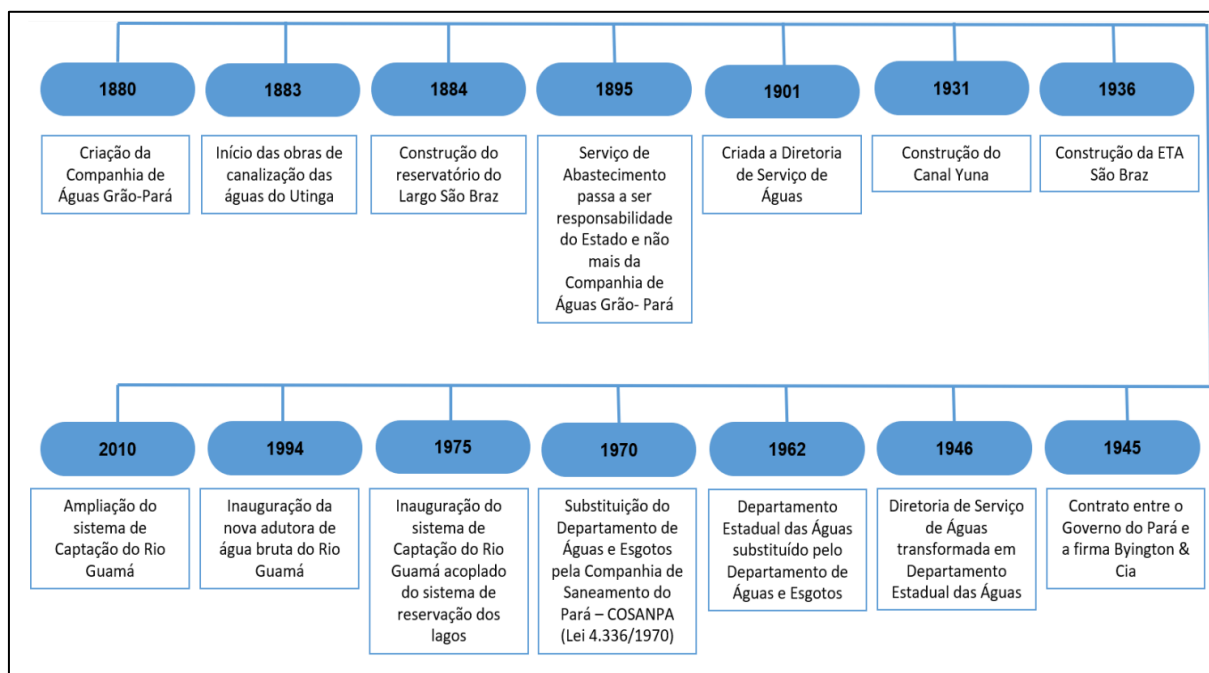 1880
Criação da
Companhia de
Águas Grão-Pará
1883
Início das obras de
canalização das
águas do Utinga
1884
Construção do
reservatório do
Largo São Braz
1895
Serviço de
Abastecimento
passa a ser
responsabilidade
do Estado e não
mais da
Companhia de
Águas Grão- Pará
1901
Criada a Diretoria
de Serviço de
Águas
1931
Construção do
Canal Yuna
1936
Construção da ETA
São Braz
2010
Ampliação do
sistema de
Captação do Rio
Guamá
1994
Inauguração da
nova adutora de
água bruta do Rio
Guamá
1975
Inauguração do
sistema de
Captação do Rio
Guamá acoplado
do sistema de
reservação dos
lagos
1970
Substituição do
Departamento de
Águas e Esgotos
pela Companhia de
Saneamento do
Pará – COSANPA
(Lei 4.336/1970)
1962
Departamento
Estadual das Águas
substituído pelo
Departamento de
Águas e Esgotos
1946
Diretoria de Serviço
de Águas
transformada em
Departamento
Estadual das Águas
1945
Contrato entre o
Governo do Pará e
a firma Byington &
Cia